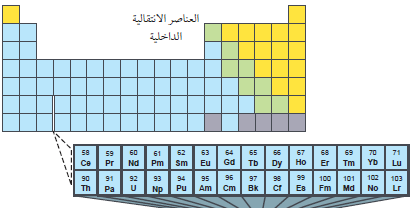 العناصر الانتقالية
الداخلية
58 59 60 61 62 63 64 65 66 67 68 69 70 71
Ce Pr Nd Pm Sm Eu Gd Tb Dy Ho Er Tm Yb Lu
90 91 92 93 94 95 96 97 98 99 100 101 102 103
Th Pa U Np Pu Am Cm Bk Cf Es Fm Md No Lr